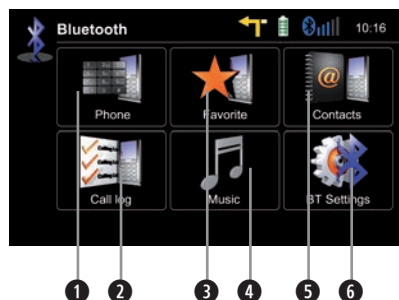 Bluetooth 10:16
Phone Favorite Contacts
Call log Music BT Settings
1 2 3 4 5 6